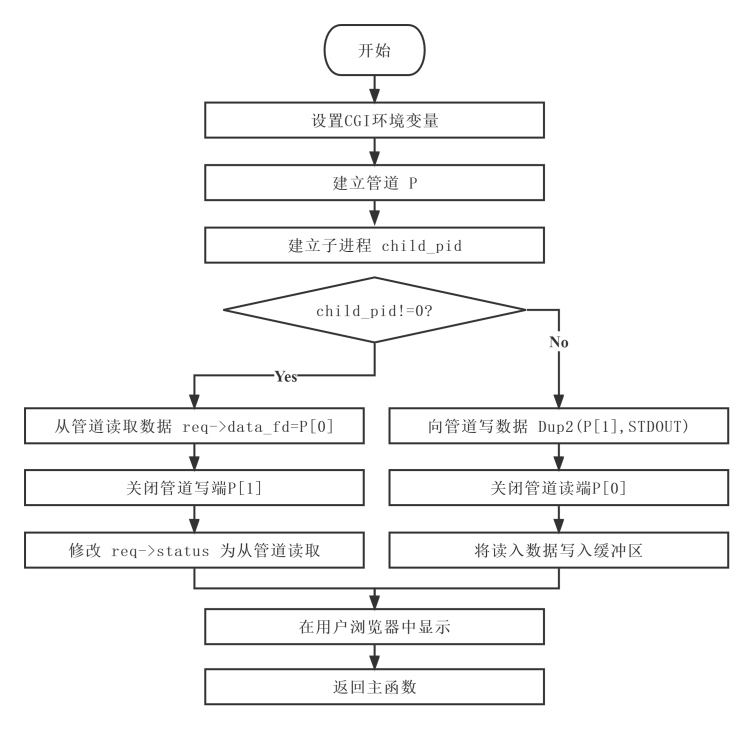 开始
设置CGI环境变量
建立管道 P
建立子进程 child_pid
child_pid!=0?
No
Yes
从管道读取数据 req->data_fd=P[0]
向管道写数据 Dup2(P[1],STDOUT)
关闭管道写端P[1]
关闭管道读端P[0]
修改 req->status 为从管道读取
将读入数据写入缓冲区
在用户浏览器中显示
返回主函数